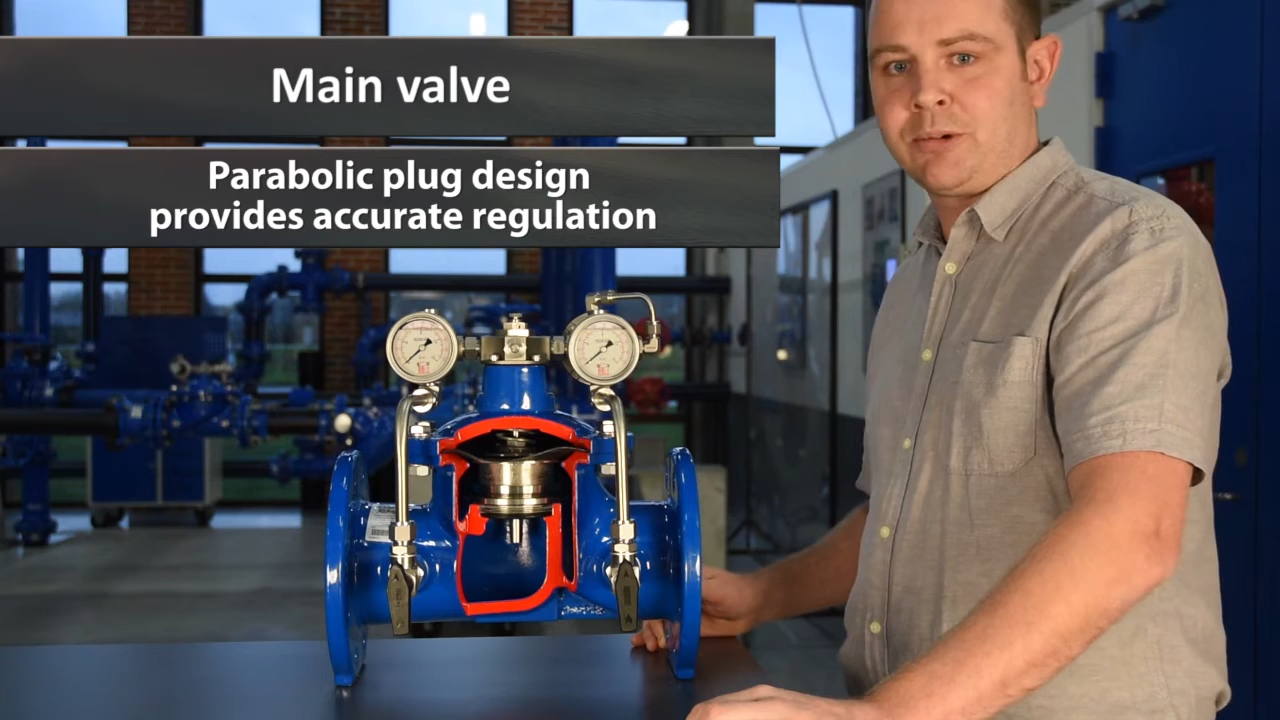 Main valve
Parabolic plug design
provides accurate regulation